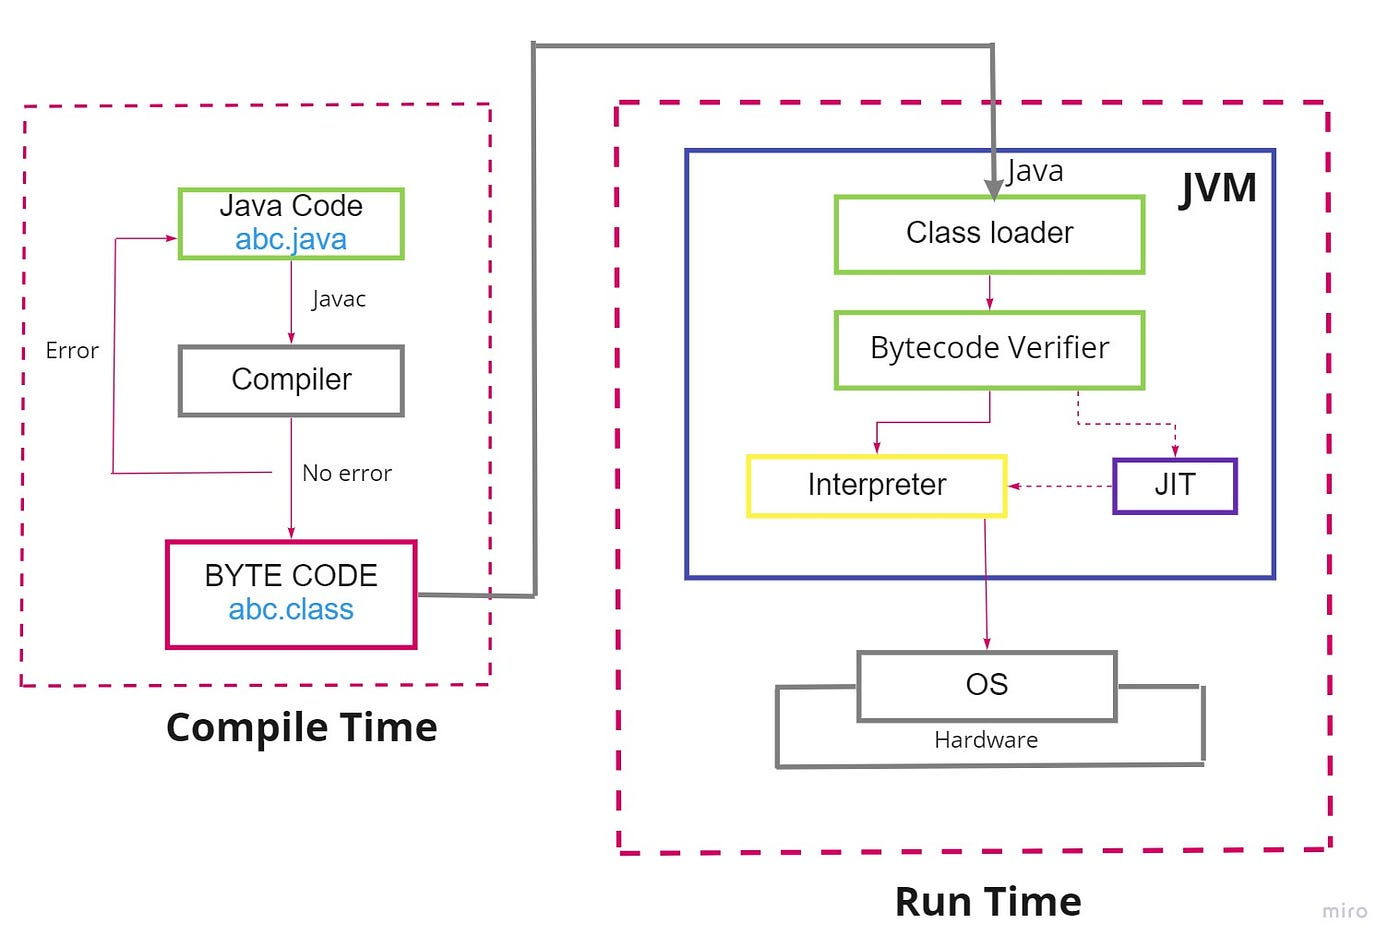 Java Code
abc.java
Javac
Error
Compiler
No error
BYTE CODE
abc.class
Compile Time
Java
JVM
Class loader
Bytecode Verifier
Interpreter
JIT
OS
Hardware
Run Time
miro